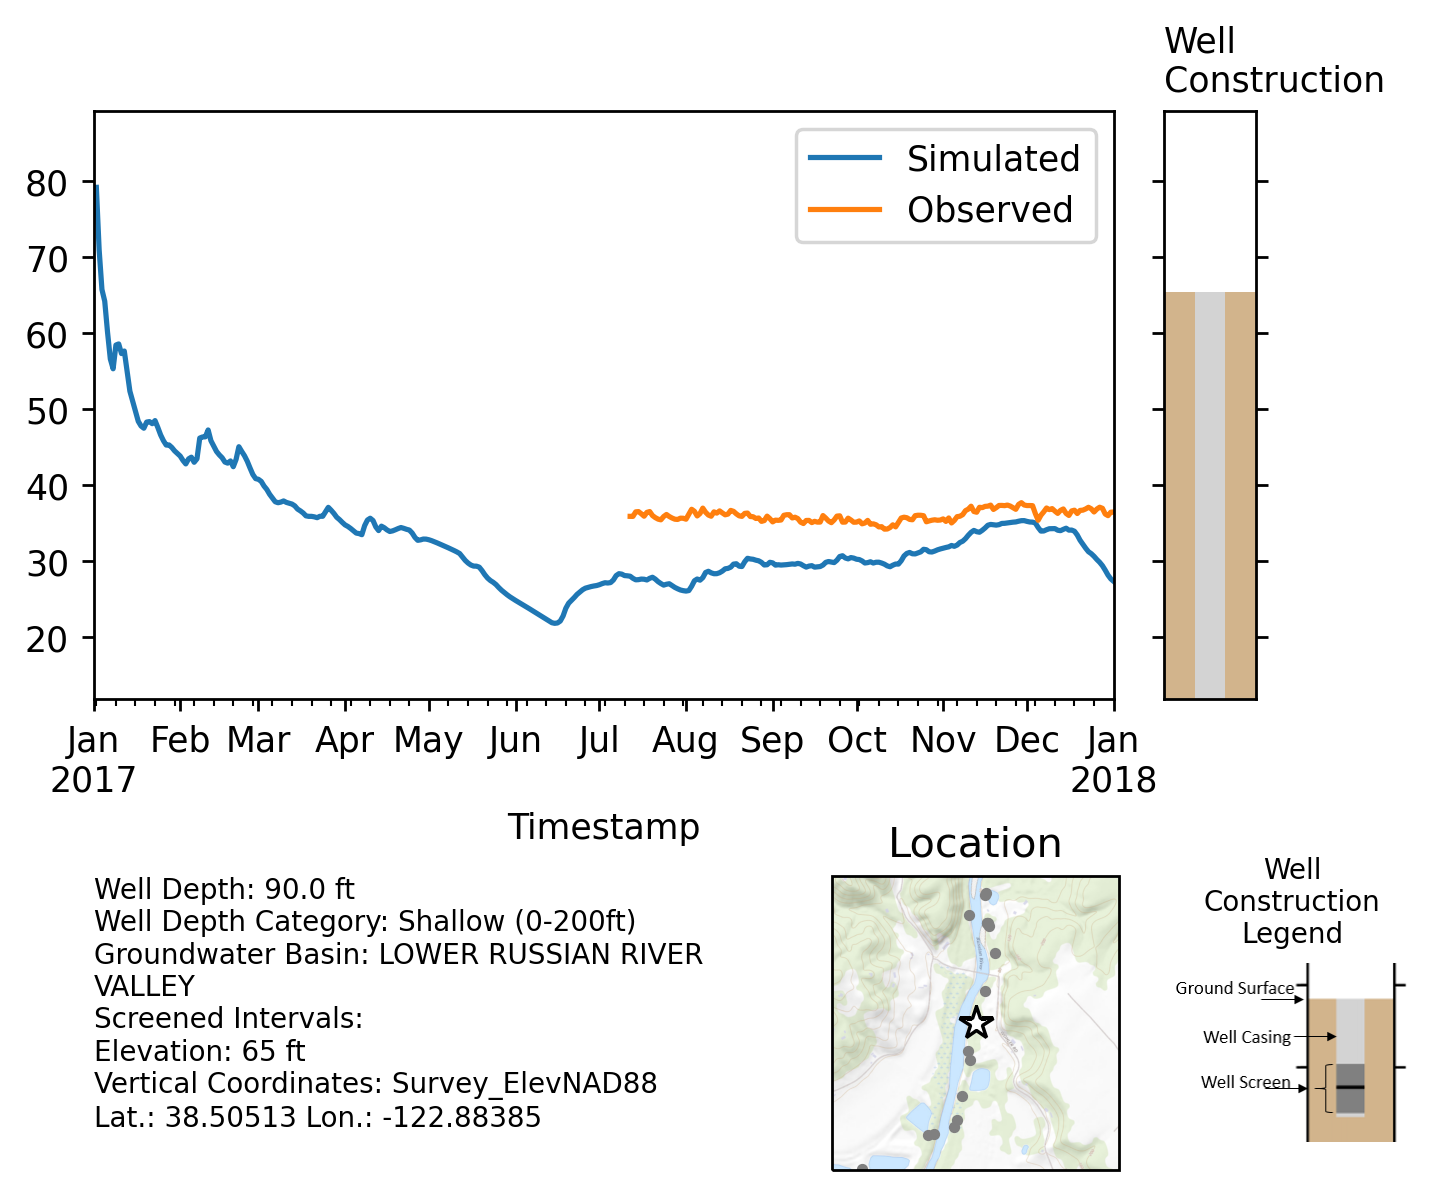 Well
Construction
Simulated
Observed
80
70
60
50
40
30
20
Jan
2017
Feb
Mar
Apr
May
Jun
Jul
Aug
Sep
Oct
Nov
Dec
Jan
2018
Timestamp
Well Depth: 90.0 ft
Well Depth Category: Shallow (0-200ft)
Groundwater Basin: LOWER RUSSIAN RIVER
VALLEY
Screened Intervals:
Elevation: 65 ft
Vertical Coordinates: Survey_ElevNAD88
Lat.: 38.50513 Lon.: -122.88385
Location
Well
Construction
Legend
Ground Surface
Well Casing
Well Screen